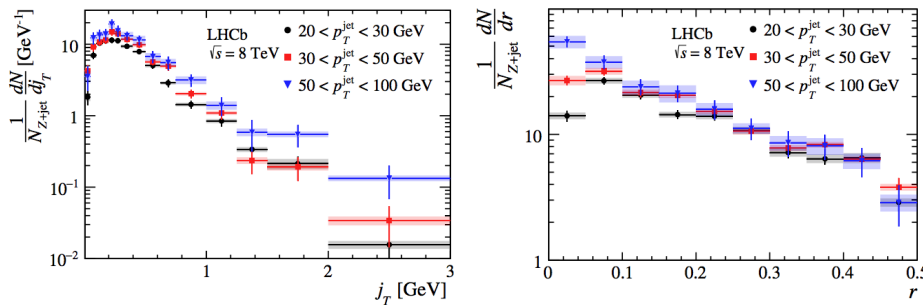 LHCb
√s = 8 TeV
20 < p_T^jet < 30 GeV
30 < p_T^jet < 50 GeV
50 < p_T^jet < 100 GeV
1/N_{Z+jet} dN/dj_T [GeV⁻¹]
10
1
10⁻¹
10⁻²
1
2
3
j_T [GeV]
LHCb
√s = 8 TeV
20 < p_T^jet < 30 GeV
30 < p_T^jet < 50 GeV
50 < p_T^jet < 100 GeV
1/N_{Z+jet} dN/dr
10
1
0
0.1
0.2
0.3
0.4
0.5
r